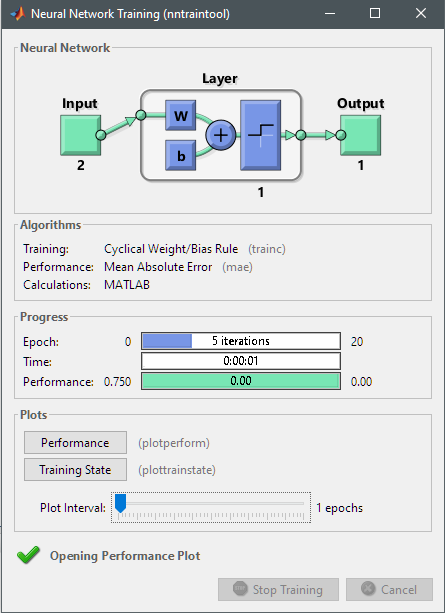 Neural Network Training (nntraintool)
Neural Network
Layer
Input
Output
W
b
2
1
1
Algorithms
Training: Cyclical Weight/Bias Rule (trainc)
Performance: Mean Absolute Error (mae)
Calculations: MATLAB
Progress
Epoch: 0 5 iterations 20
Time: 0:00:01
Performance: 0.750 0.00 0.00
Plots
Performance (plotperform)
Training State (plottrainstate)
Plot Interval: 1 epochs
Opening Performance Plot
Stop Training Cancel